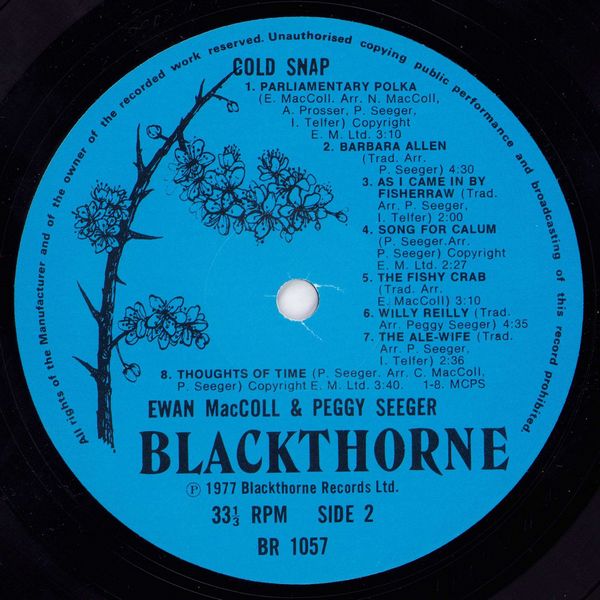 All rights of the Manufacturer and of the owner of the recorded work reserved. Unauthorised copying public performance and broadcasting of this record prohibited.
COLD SNAP
1. PARLIAMENTARY POLKA
(E. MacColl. Arr. N. MacColl,
A. Prosser, P. Seeger,
I. Telfer) Copyright
E. M. Ltd. 3:10
2. BARBARA ALLEN
(Trad. Arr.
P. Seeger) 4:30
3. AS I CAME IN BY
FISHERRAW (Trad.
Arr. P. Seeger,
I. Telfer) 2:00
4. SONG FOR CALUM
(P. Seeger.Arr.
P. Seeger) Copyright
E. M. Ltd. 2:27
5. THE FISHY CRAB
(Trad. Arr.
E. MacColl) 3:10
6. WILLY REILLY (Trad.
Arr. Peggy Seeger) 4:35
7. THE ALE-WIFE (Trad.
Arr. P. Seeger,
I. Telfer) 2:36
8. THOUGHTS OF TIME (P. Seeger. Arr. C. MacColl,
P. Seeger) Copyright E. M. Ltd. 3:40. 1-8. MCPS
EWAN MacCOLL & PEGGY SEEGER
BLACKTHORNE
Ⓟ 1977 Blackthorne Records Ltd.
33⅓ RPM SIDE 2
BR 1057